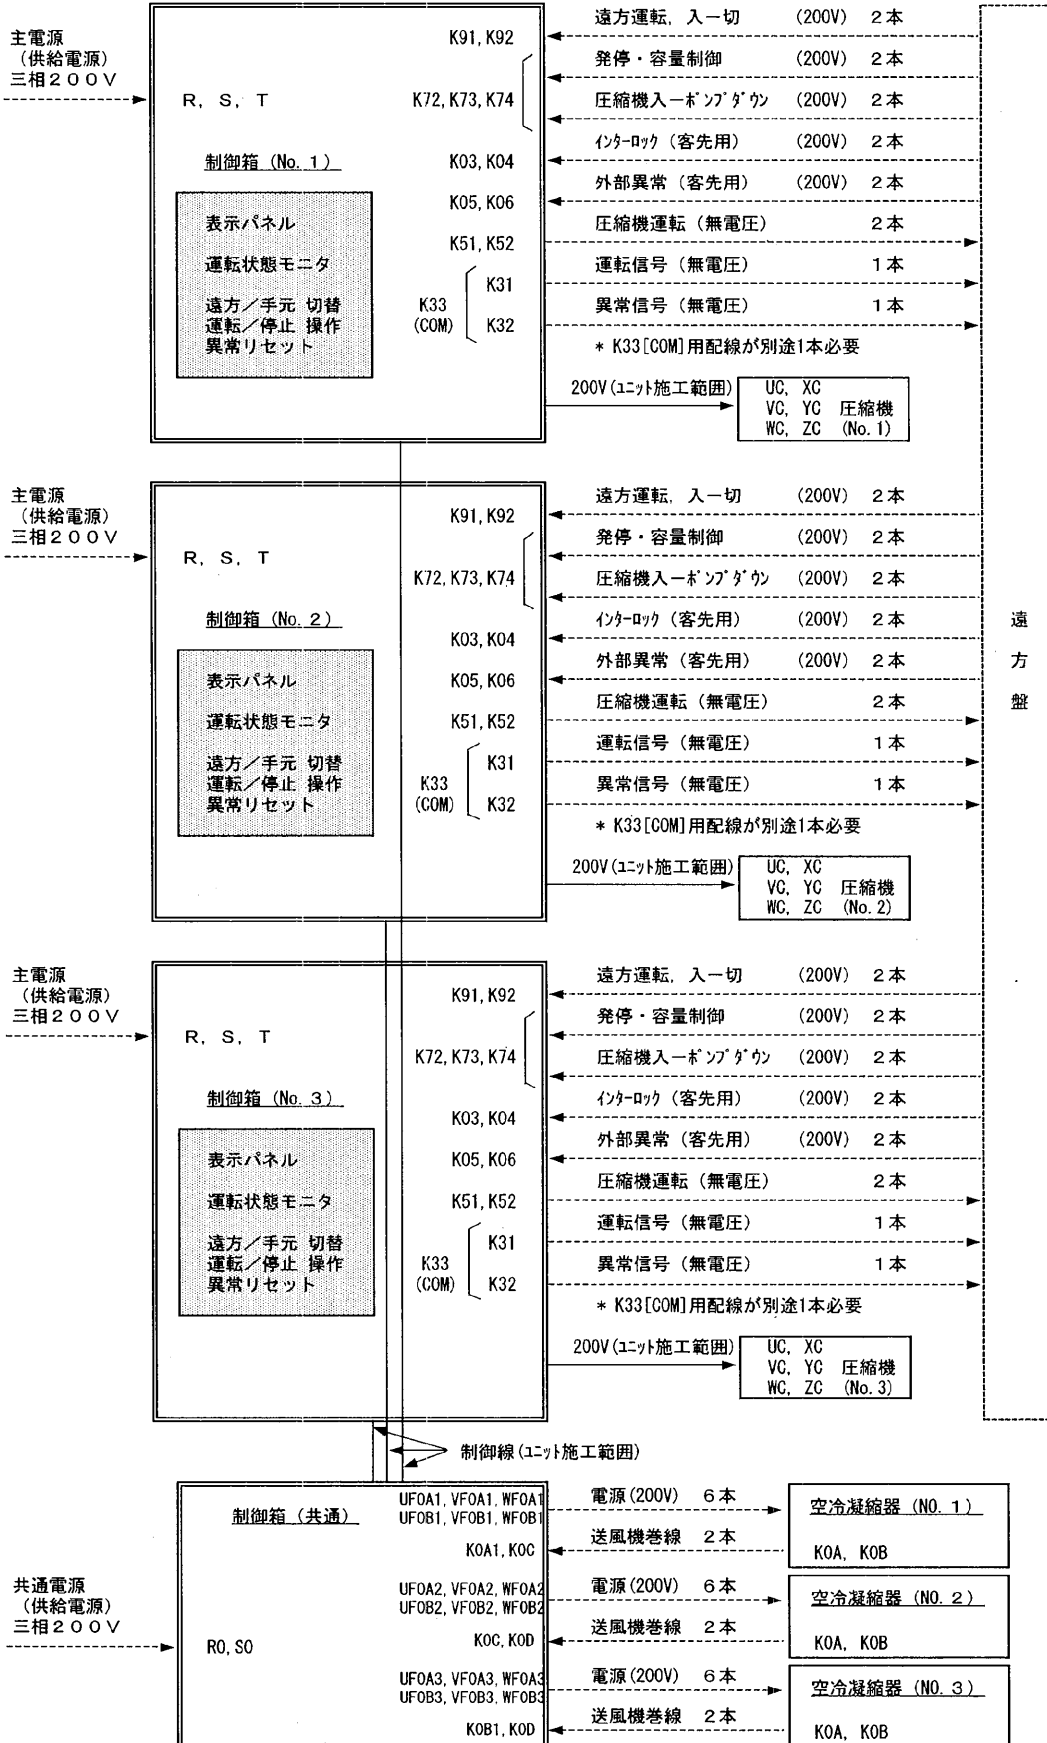 主電源
（供給電源）
三相２００Ｖ
R, S, T
制御箱 (No. 1)
表示パネル
運転状態モニタ
遠方／手元 切替
運転／停止 操作
異常リセット
K91, K92
K72, K73, K74
K03, K04
K05, K06
K51, K52
K33
(COM)
K31
K32
遠方運転, 入ー切 (200V) 2本
発停・容量制御 (200V) 2本
圧縮機入ーﾎﾟﾝﾌﾟﾀﾞｳﾝ (200V) 2本
ｲﾝﾀｰﾛｯｸ (客先用) (200V) 2本
外部異常 (客先用) (200V) 2本
圧縮機運転 (無電圧) 2本
運転信号 (無電圧) 1本
異常信号 (無電圧) 1本
* K33[COM]用配線が別途1本必要
200V(ﾕﾆｯﾄ施工範囲)
UC, XC
VC, YC 圧縮機
WC, ZC (No. 1)
主電源
（供給電源）
三相２００Ｖ
R, S, T
制御箱 (No. 2)
表示パネル
運転状態モニタ
遠方／手元 切替
運転／停止 操作
異常リセット
K91, K92
K72, K73, K74
K03, K04
K05, K06
K51, K52
K33
(COM)
K31
K32
遠方運転, 入ー切 (200V) 2本
発停・容量制御 (200V) 2本
圧縮機入ーﾎﾟﾝﾌﾟﾀﾞｳﾝ (200V) 2本
ｲﾝﾀｰﾛｯｸ (客先用) (200V) 2本
外部異常 (客先用) (200V) 2本
圧縮機運転 (無電圧) 2本
運転信号 (無電圧) 1本
異常信号 (無電圧) 1本
* K33[COM]用配線が別途1本必要
200V(ﾕﾆｯﾄ施工範囲)
UC, XC
VC, YC 圧縮機
WC, ZC (No. 2)
遠方盤
主電源
（供給電源）
三相２００Ｖ
R, S, T
制御箱 (No. 3)
表示パネル
運転状態モニタ
遠方／手元 切替
運転／停止 操作
異常リセット
K91, K92
K72, K73, K74
K03, K04
K05, K06
K51, K52
K33
(COM)
K31
K32
遠方運転, 入ー切 (200V) 2本
発停・容量制御 (200V) 2本
圧縮機入ーﾎﾟﾝﾌﾟﾀﾞｳﾝ (200V) 2本
ｲﾝﾀｰﾛｯｸ (客先用) (200V) 2本
外部異常 (客先用) (200V) 2本
圧縮機運転 (無電圧) 2本
運転信号 (無電圧) 1本
異常信号 (無電圧) 1本
* K33[COM]用配線が別途1本必要
200V(ﾕﾆｯﾄ施工範囲)
UC, XC
VC, YC 圧縮機
WC, ZC (No. 3)
制御線(ﾕﾆｯﾄ施工範囲)
共通電源
（供給電源）
三相２００Ｖ
制御箱 (共通)
R0, S0
UFOA1, VFOA1, WFOA1
UFOB1, VFOB1, WFOB1
KOA1, KOC
電源(200V) 6本
送風機巻線 2本
空冷凝縮器 (NO. 1)
KOA, KOB
UFOA2, VFOA2, WFOA2
UFOB2, VFOB2, WFOB2
KOC, KOD
電源(200V) 6本
送風機巻線 2本
空冷凝縮器 (NO. 2)
KOA, KOB
UFOA3, VFOA3, WFOA3
UFOB3, VFOB3, WFOB3
KOB1, KOD
電源(200V) 6本
送風機巻線 2本
空冷凝縮器 (NO. 3)
KOA, KOB